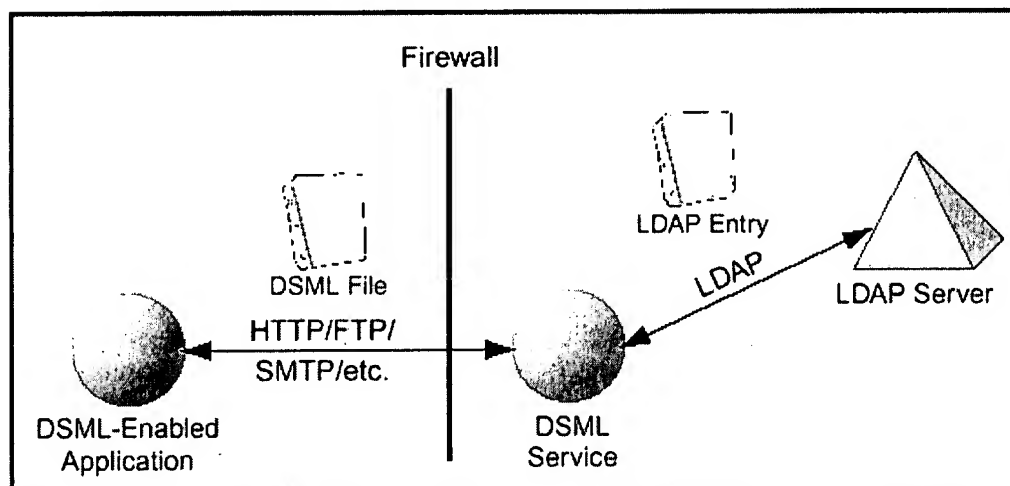 Firewall
DSML File
LDAP Entry
LDAP
LDAP Server
HTTP/FTP/
SMTP/etc.
DSML-Enabled
Application
DSML
Service